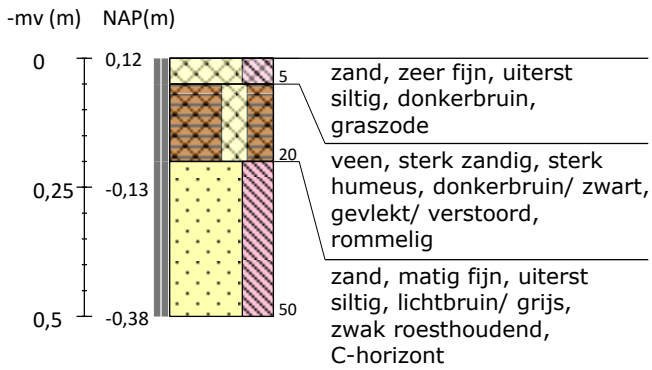 -mv (m) NAP(m)
0 0,12
5
zand, zeer fijn, uiterst
siltig, donkerbruin,
graszode
20
veen, sterk zandig, sterk
humeus, donkerbruin/ zwart,
gevlekt/ verstoord,
rommelig
0,25 -0,13
zand, matig fijn, uiterst
siltig, lichtbruin/ grijs,
zwak roesthoudend,
C-horizont
50
0,5 -0,38